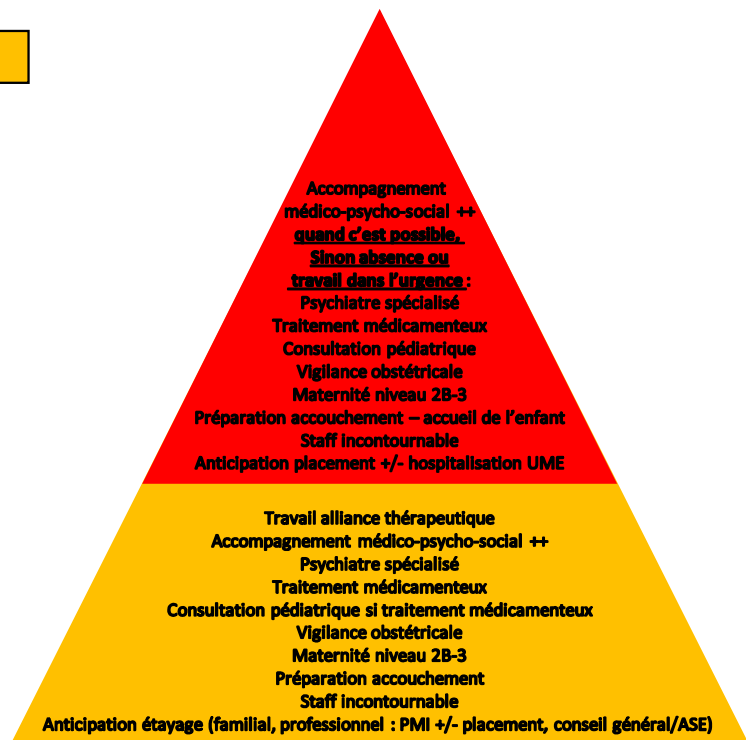 Accompagnement
médico-psycho-social ++
quand c’est possible,
Sinon absence ou
travail dans l’urgence :
Psychiatre spécialisé
Traitement médicamenteux
Consultation pédiatrique
Vigilance obstétricale
Maternité niveau 2B-3
Préparation accouchement – accueil de l’enfant
Staff incontournable
Anticipation placement +/- hospitalisation UME
Travail alliance thérapeutique
Accompagnement médico-psycho-social ++
Psychiatre spécialisé
Traitement médicamenteux
Consultation pédiatrique si traitement médicamenteux
Vigilance obstétricale
Maternité niveau 2B-3
Préparation accouchement
Staff incontournable
Anticipation étayage (familial, professionnel : PMI +/- placement, conseil général/ASE)